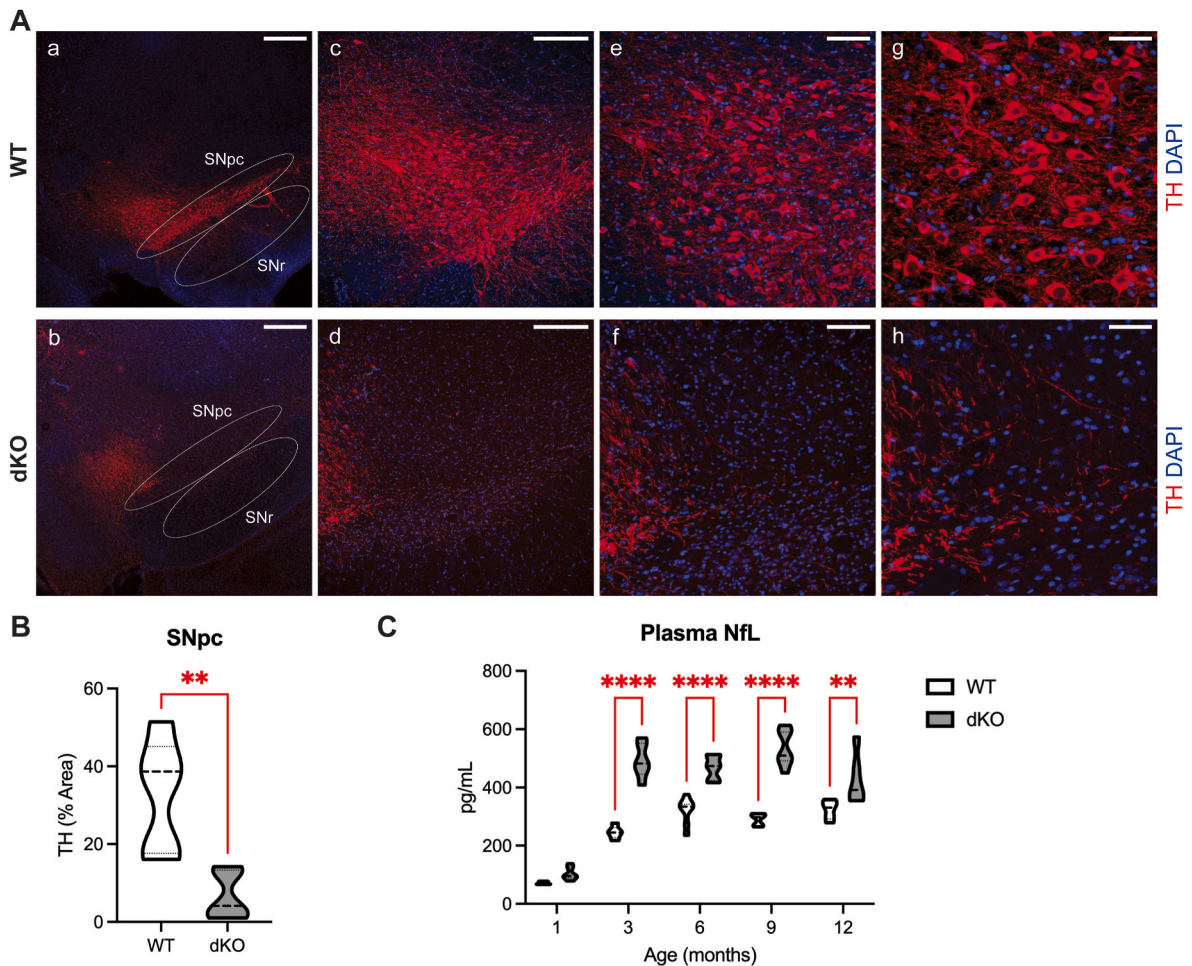 A
a
c
e
g
WT
SNpc
SNr
TH DAPI
b
d
f
h
dKO
SNpc
SNr
TH DAPI
B
SNpc
**
60
40
20
0
TH (% Area)
WT
dKO
C
Plasma NfL
****
****
****
**
800
600
400
200
0
pg/mL
1
3
6
9
12
Age (months)
WT
dKO